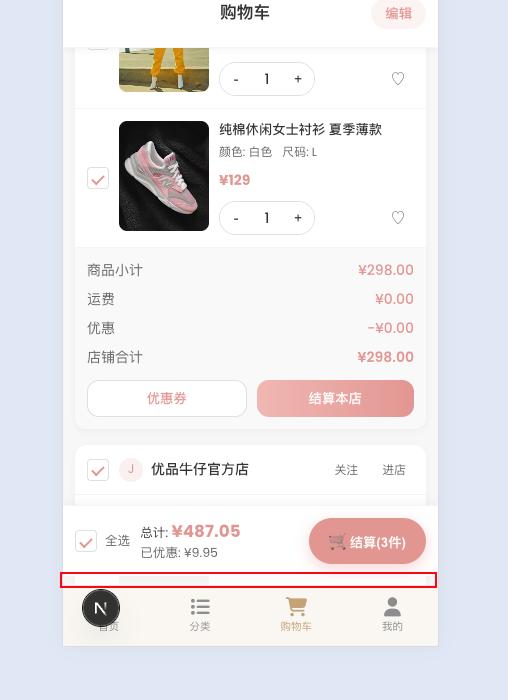 购物车
编辑
- 1 +
纯棉休闲女士衬衫 夏季薄款
颜色: 白色 尺码: L
¥129
- 1 +
商品小计 ¥298.00
运费 ¥0.00
优惠 -¥0.00
店铺合计 ¥298.00
优惠券 结算本店
J 优品牛仔官方店 关注 进店
全选 总计: ¥487.05 结算(3件)
已优惠: ¥9.95
N
首页 分类 购物车 我的